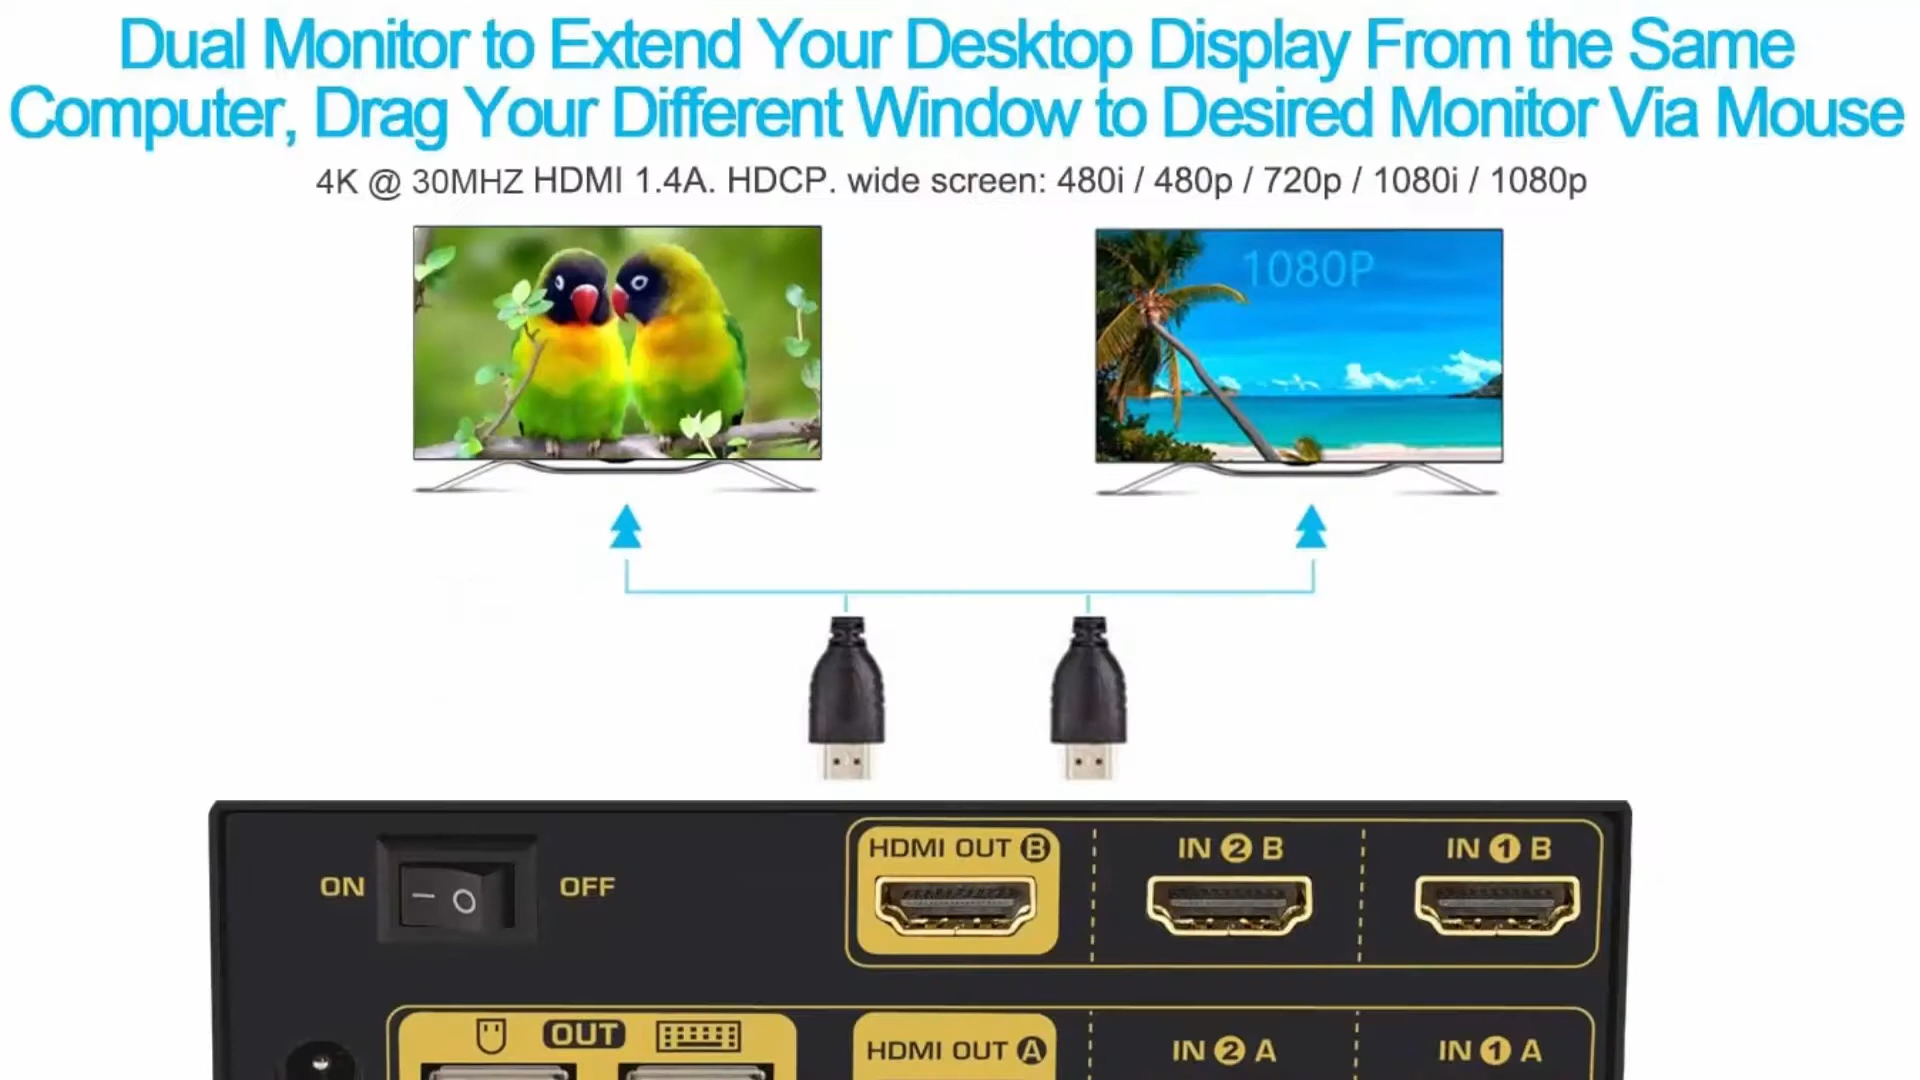 Dual Monitor to Extend Your Desktop Display From the Same
Computer, Drag Your Different Window to Desired Monitor Via Mouse
4K @ 30MHZ HDMI 1.4A. HDCP. wide screen: 480i / 480p / 720p / 1080i / 1080p
1080P
HDMI OUT B
IN 2 B
IN 1 B
ON
OFF
OUT
HDMI OUT A
IN 2 A
IN 1 A